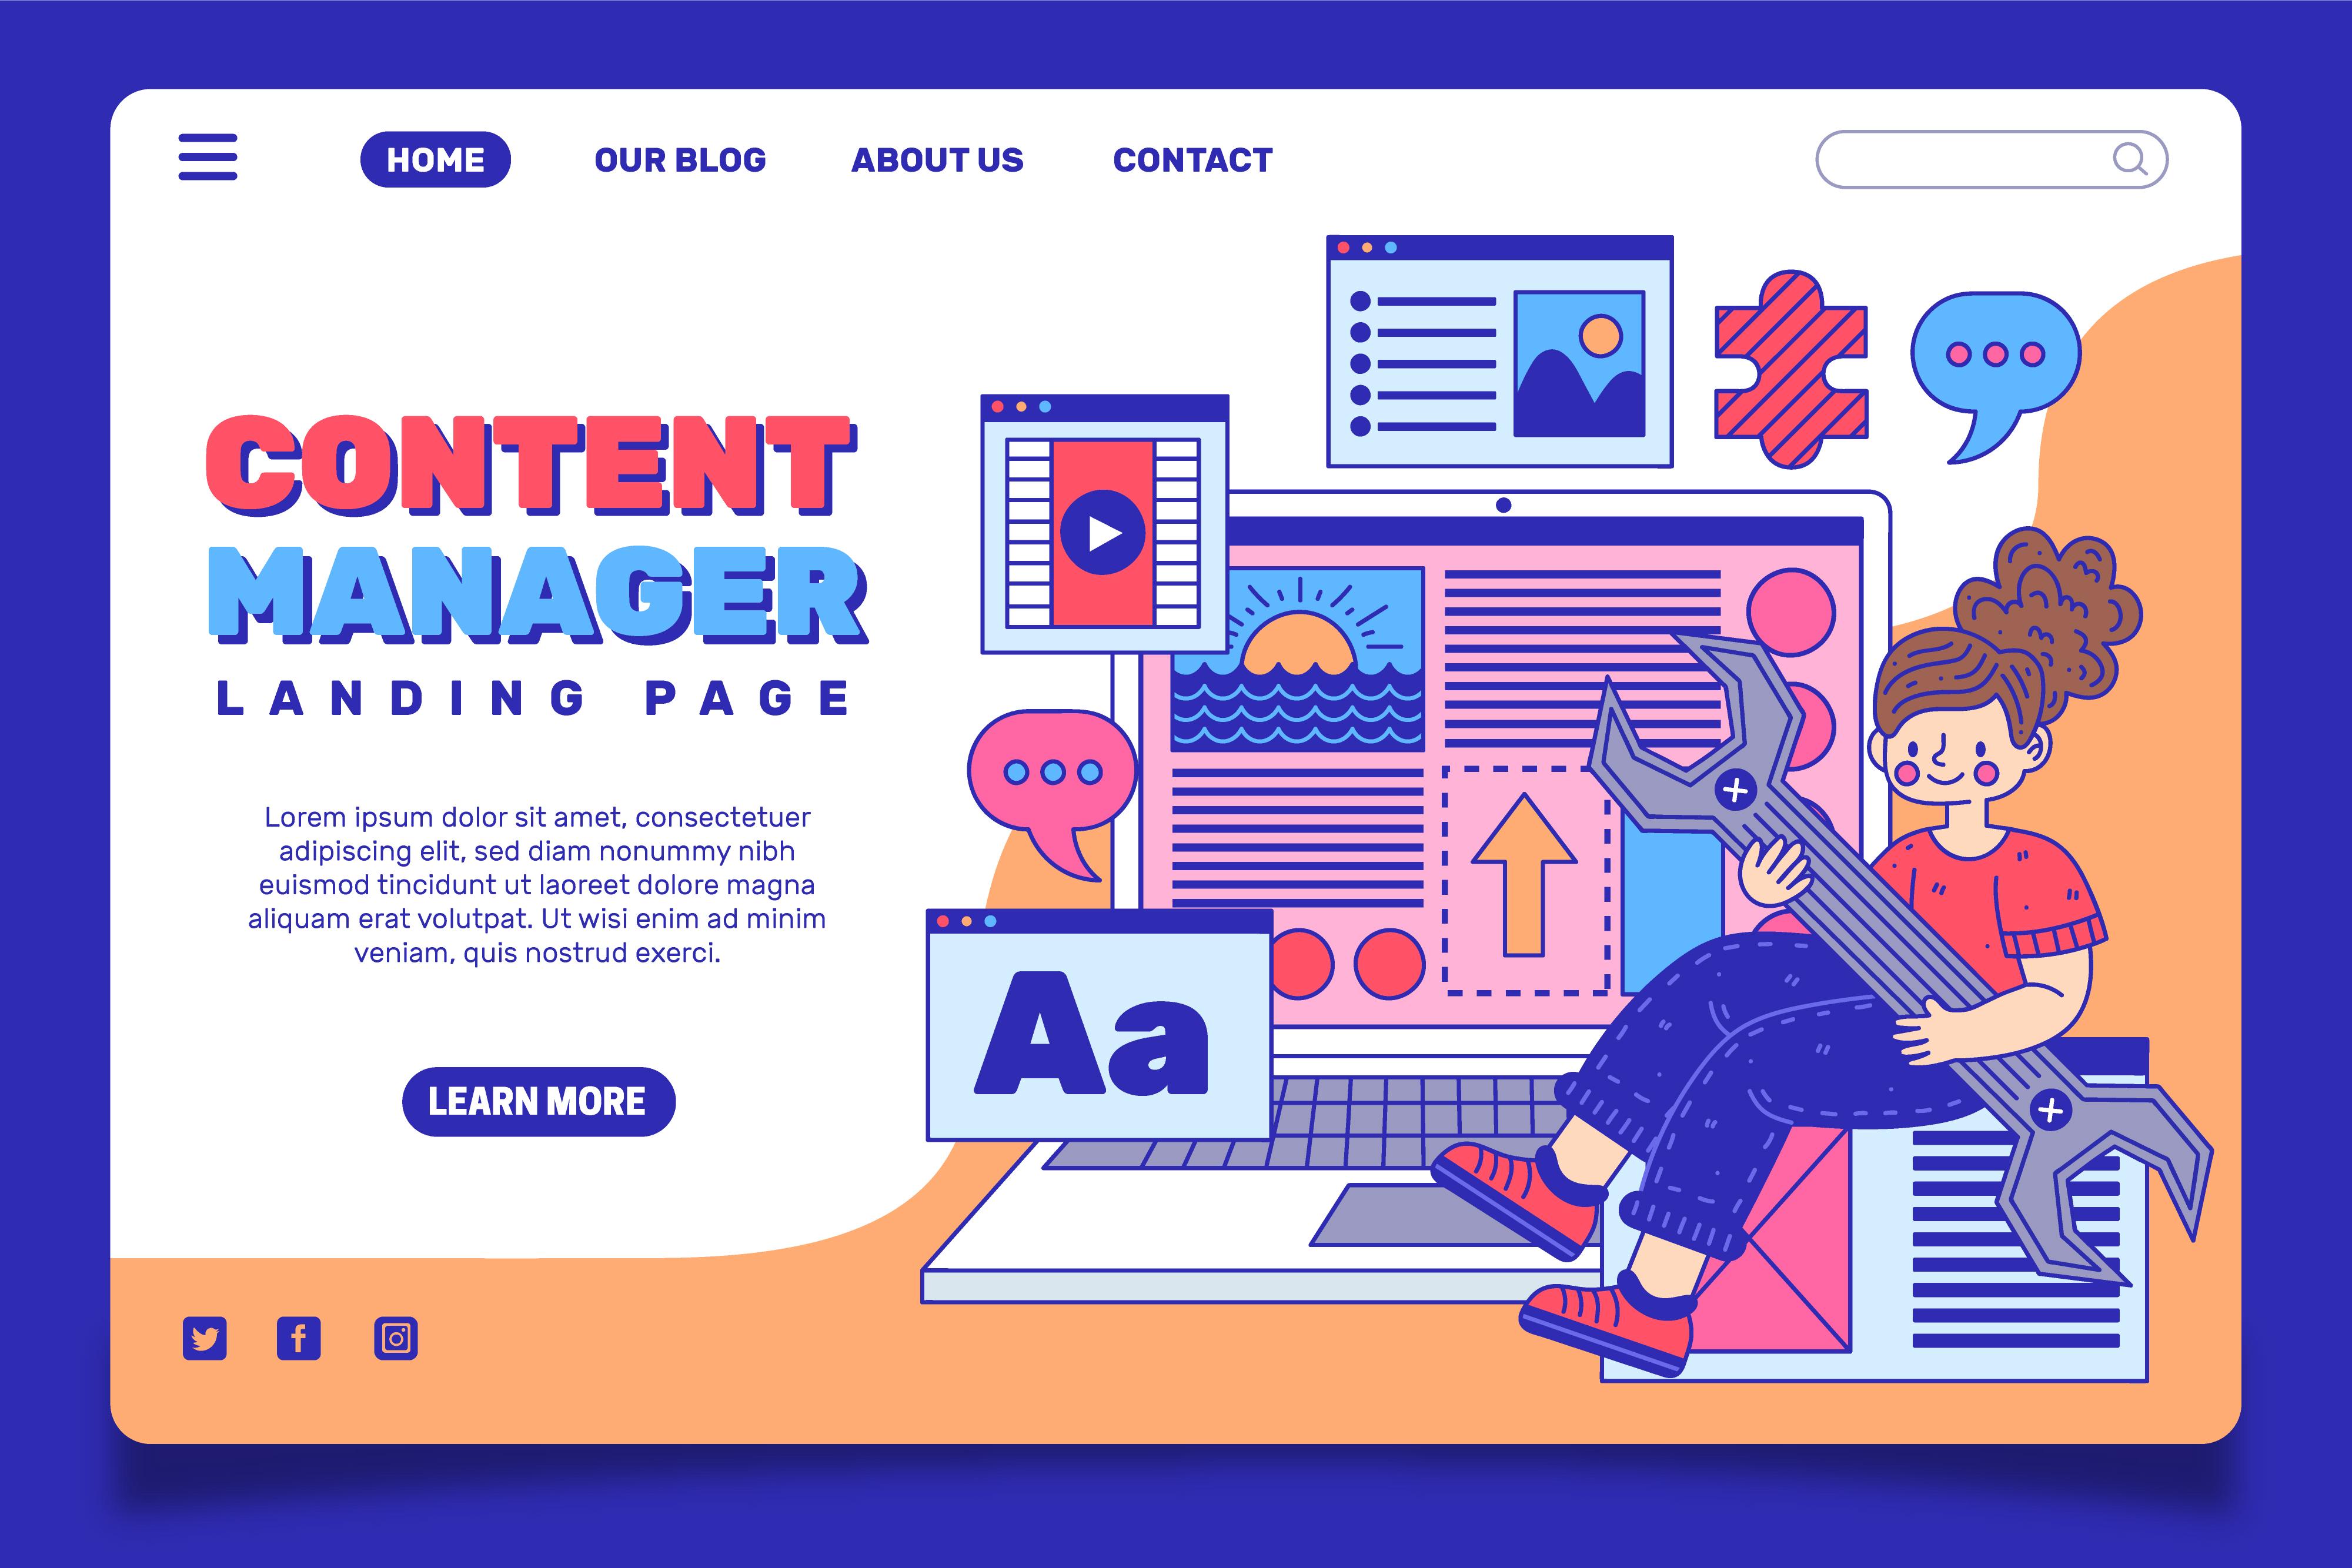 HOME OUR BLOG ABOUT US CONTACT
CONTENT
MANAGER
LANDING PAGE
Lorem ipsum dolor sit amet, consectetuer
adipiscing elit, sed diam nonummy nibh
euismod tincidunt ut laoreet dolore magna
aliquam erat volutpat. Ut wisi enim ad minim
veniam, quis nostrud exerci.
Aa
LEARN MORE